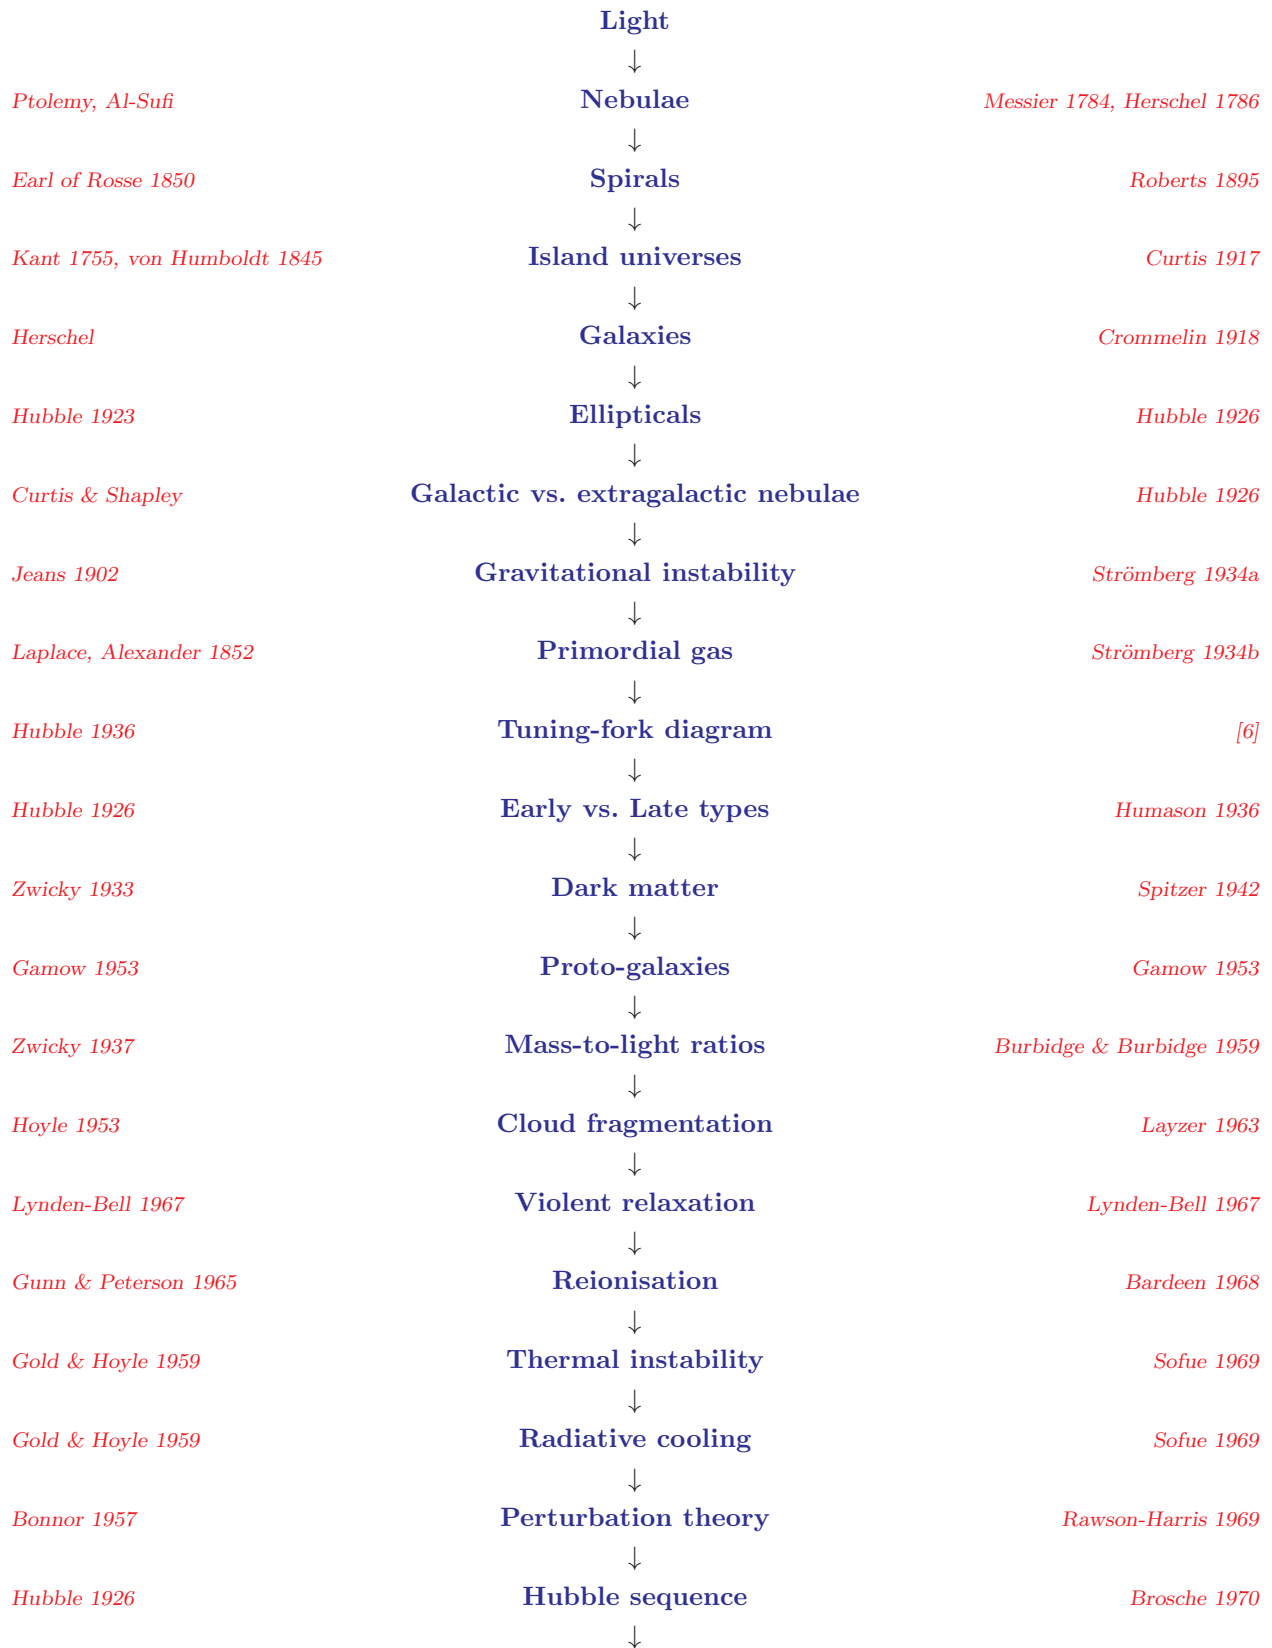 Light
↓
Ptolemy, Al-Sufi Nebulae Messier 1784, Herschel 1786
↓
Earl of Rosse 1850 Spirals Roberts 1895
↓
Kant 1755, von Humboldt 1845 Island universes Curtis 1917
↓
Herschel Galaxies Crommelin 1918
↓
Hubble 1923 Ellipticals Hubble 1926
↓
Curtis & Shapley Galactic vs. extragalactic nebulae Hubble 1926
↓
Jeans 1902 Gravitational instability Strömberg 1934a
↓
Laplace, Alexander 1852 Primordial gas Strömberg 1934b
↓
Hubble 1936 Tuning-fork diagram [6]
↓
Hubble 1926 Early vs. Late types Humason 1936
↓
Zwicky 1933 Dark matter Spitzer 1942
↓
Gamow 1953 Proto-galaxies Gamow 1953
↓
Zwicky 1937 Mass-to-light ratios Burbidge & Burbidge 1959
↓
Hoyle 1953 Cloud fragmentation Layzer 1963
↓
Lynden-Bell 1967 Violent relaxation Lynden-Bell 1967
↓
Gunn & Peterson 1965 Reionisation Bardeen 1968
↓
Gold & Hoyle 1959 Thermal instability Sofue 1969
↓
Gold & Hoyle 1959 Radiative cooling Sofue 1969
↓
Bonnor 1957 Perturbation theory Rawson-Harris 1969
↓
Hubble 1926 Hubble sequence Brosche 1970
↓